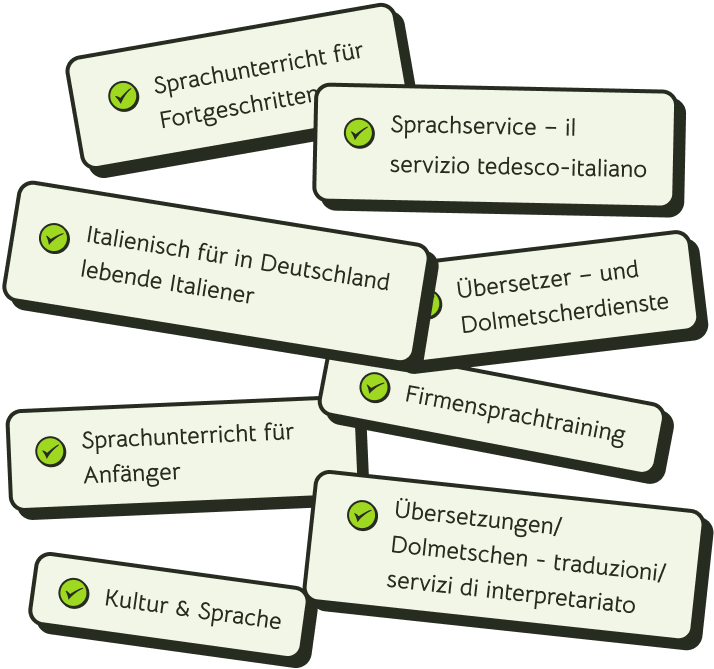 Sprachunterricht für
Fortgeschritten
Sprachservice – il
servizio tedesco-italiano
Italienisch für in Deutschland
lebende Italiener
Übersetzer – und
Dolmetscherdienste
Firmensprachtraining
Sprachunterricht für
Anfänger
Übersetzungen/
Dolmetschen - traduzioni/
servizi di interpretariato
Kultur & Sprache